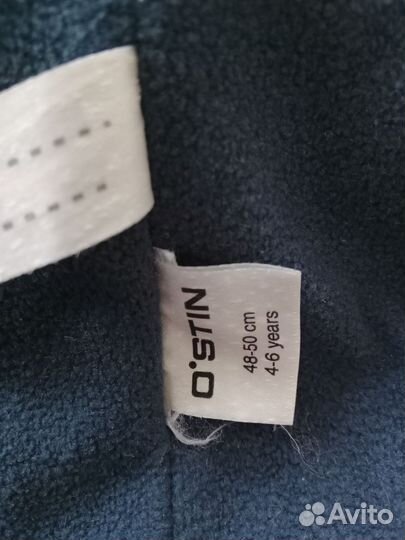 O'STIN
48-50 cm
4-6 years
Avito